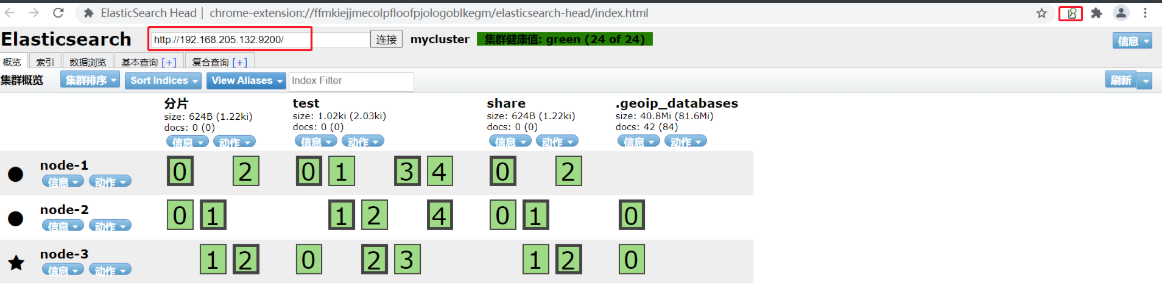 ElasticSearch Head | chrome-extension://ffmkiejjmecolpfloofpjologoblkegm/elasticsearch-head/index.html
Elasticsearch http://192.168.205.132:9200/ 连接 mycluster 集群健康值: green (24 of 24) 信息
概览 索引 数据浏览 基本查询 [+] 复合查询 [+]
集群概览 集群排序 Sort Indices View Aliases Index Filter 刷新
分片 test share .geoip_databases
size: 624B (1.22ki) size: 1.02ki (2.03ki) size: 624B (1.22ki) size: 40.8Mi (81.6Mi)
docs: 0 (0) docs: 0 (0) docs: 0 (0) docs: 42 (84)
信息 动作 信息 动作 信息 动作 信息 动作
node-1 0 2 0 1 3 4 0 2
信息 动作
node-2 0 1 1 2 4 0 1 0
信息 动作
node-3 1 2 0 2 3 1 2 0
信息 动作